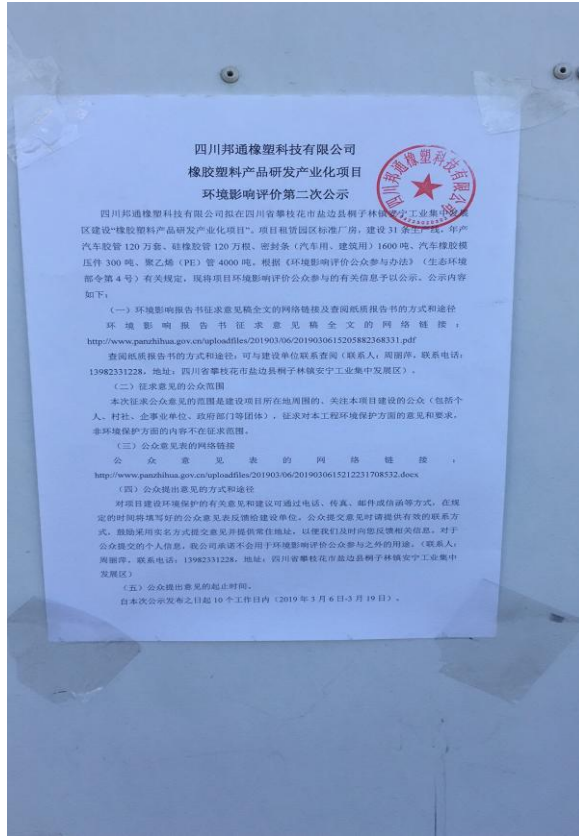 四川邦通橡塑科技有限公司
橡胶塑料产品研发产业化项目
环境影响评价第二次公示
四川邦通橡塑科技有限公司
四川邦通橡塑科技有限公司拟在四川省攀枝花市盐边县桐子林镇安宁工业集中发展
区建设“橡胶塑料产品研发产业化项目”。项目租赁园区标准厂房，建设 31 条生产线，年产
汽车胶管 120 万套、硅橡胶管 120 万根、密封条（汽车用、建筑用）1600 吨、汽车橡胶模
压件 300 吨、聚乙烯（PE）管 4000 吨。根据《环境影响评价公众参与办法》（生态环境
部令第 4 号）有关规定，现将项目环境影响评价公众参与的有关信息予以公示，公示内容
如下：
（一）环境影响报告书征求意见稿全文的网络链接及查阅纸质报告书的方式和途径
环境影响报告书征求意见稿全文的网络链接：
http://www.panzhihua.gov.cn/uploadfiles/201903/06/2019030615205882368331.pdf
查阅纸质报告书的方式和途径：可与建设单位联系查阅（联系人：周丽萍，联系电话：
13982331228，地址：四川省攀枝花市盐边县桐子林镇安宁工业集中发展区）。
（二）征求意见的公众范围
本次征求公众意见的范围是建设项目所在地周围的、关注本项目建设的公众（包括个
人、村社、企事业单位、政府部门等团体），征求对本工程环境保护方面的意见和要求，
非环境保护方面的内容不在征求范围。
（三）公众意见表的网络链接
公众意见表的网络链接：
http://www.panzhihua.gov.cn/uploadfiles/201903/06/2019030615212231708532.docx
（四）公众提出意见的方式和途径
对项目建设环境保护的有关意见和建议可通过电话、传真、邮件或信函等方式，在规
定的时间将填写好的公众意见表反馈给建设单位，公众提交意见时请提供有效的联系方
式，鼓励采用实名方式提交意见并提供常住地址，以便我们及时向您反馈相关信息。对于
公众提交的个人信息，我公司承诺不会用于环境影响评价公众参与之外的用途。（联系人：
周丽萍，联系电话：13982331228，地址：四川省攀枝花市盐边县桐子林镇安宁工业集中
发展区）
（五）公众提出意见的起止时间。
自本次公示发布之日起 10 个工作日内（2019 年 3 月 6 日-3 月 19 日）。